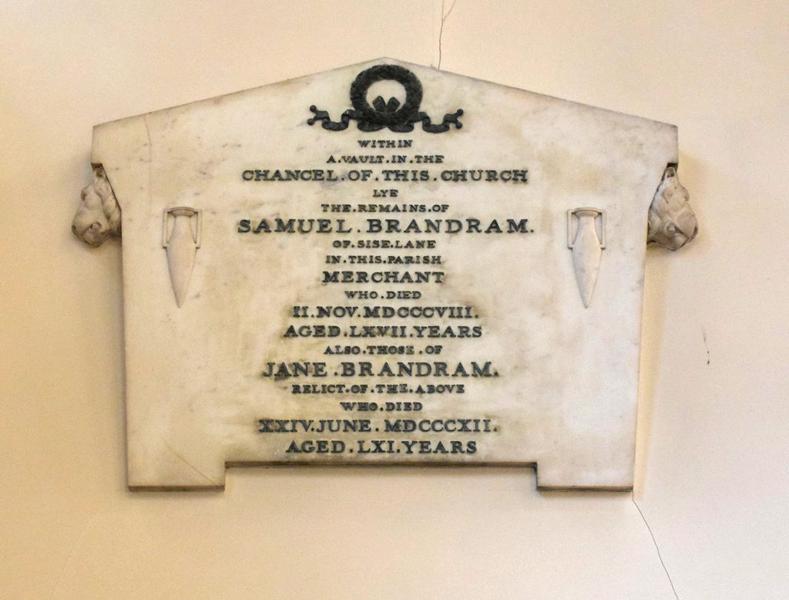 WITHIN
A.VAULT.IN.THE
CHANCEL.OF.THIS.CHURCH
LYE
THE.REMAINS.OF
SAMUEL.BRANDRAM.
OF.SISE.LANE
IN.THIS.PARISH
MERCHANT
WHO.DIED
II.NOV.MDCCCVIII.
AGED.LXVII.YEARS
ALSO.THOSE.OF
JANE.BRANDRAM.
RELICT.OF.THE.ABOVE
WHO.DIED
XXIV.JUNE.MDCCCXII.
AGED.LXI.YEARS